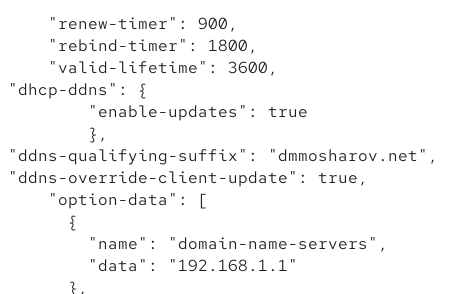 "renew-timer": 900,
"rebind-timer": 1800,
"valid-lifetime": 3600,
"dhcp-ddns": {
"enable-updates": true
},
"ddns-qualifying-suffix": "dmmosharov.net",
"ddns-override-client-update": true,
"option-data": [
{
"name": "domain-name-servers",
"data": "192.168.1.1"
},